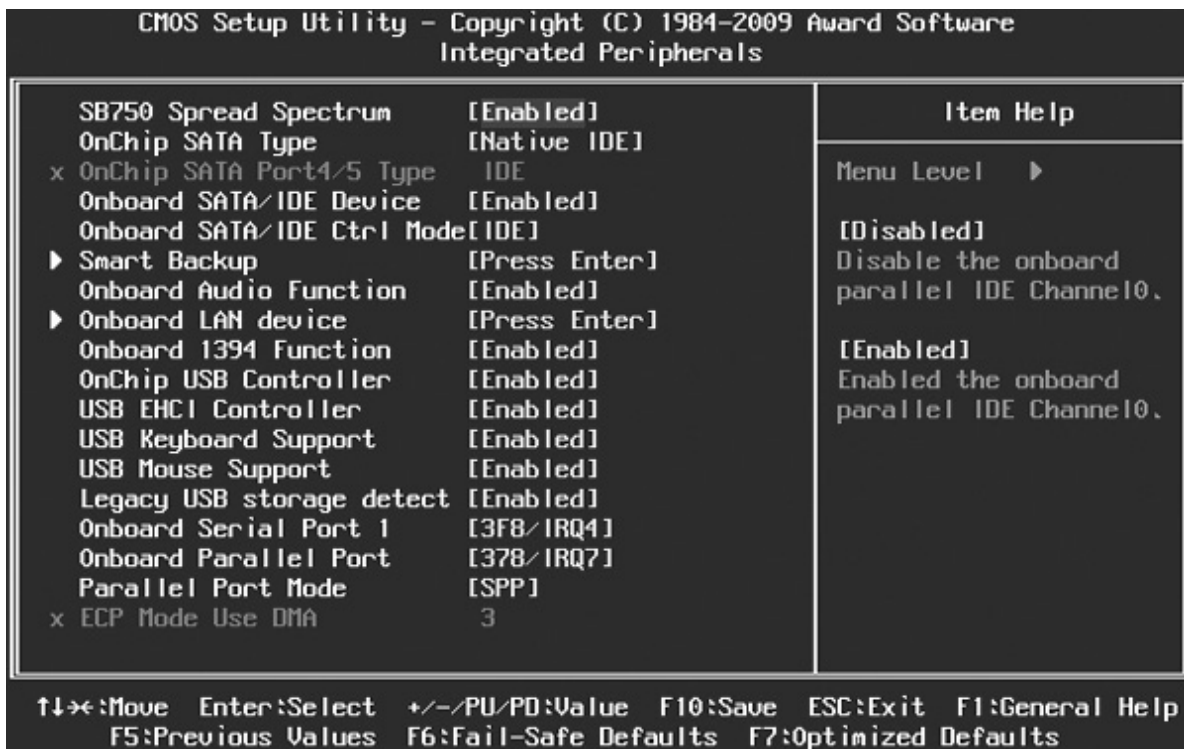 CMOS Setup Utility - Copyright (C) 1984-2009 Award Software
Integrated Peripherals
SB750 Spread Spectrum [Enabled]
OnChip SATA Type [Native IDE]
x OnChip SATA Port4/5 Type IDE
Onboard SATA/IDE Device [Enabled]
Onboard SATA/IDE Ctrl Mode[IDE]
▶ Smart Backup [Press Enter]
Onboard Audio Function [Enabled]
▶ Onboard LAN device [Press Enter]
Onboard 1394 Function [Enabled]
OnChip USB Controller [Enabled]
USB EHCI Controller [Enabled]
USB Keyboard Support [Enabled]
USB Mouse Support [Enabled]
Legacy USB storage detect [Enabled]
Onboard Serial Port 1 [3F8/IRQ4]
Onboard Parallel Port [378/IRQ7]
Parallel Port Mode [SPP]
x ECP Mode Use DMA 3
Item Help
Menu Level ▶
[Disabled]
Disable the onboard
parallel IDE Channel0.
[Enabled]
Enabled the onboard
parallel IDE Channel0.
↑↓→←:Move Enter:Select +/-/PU/PD:Value F10:Save ESC:Exit F1:General Help
F5:Previous Values F6:Fail-Safe Defaults F7:Optimized Defaults